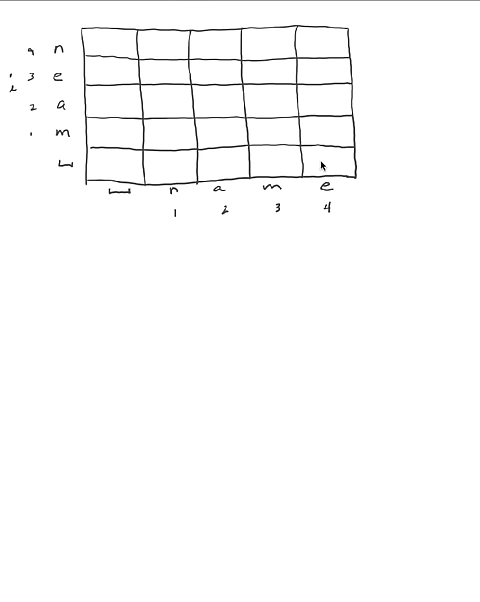 4 n
i 3 e
2 a
1 m
␣
␣ n a m e
1 2 3 4